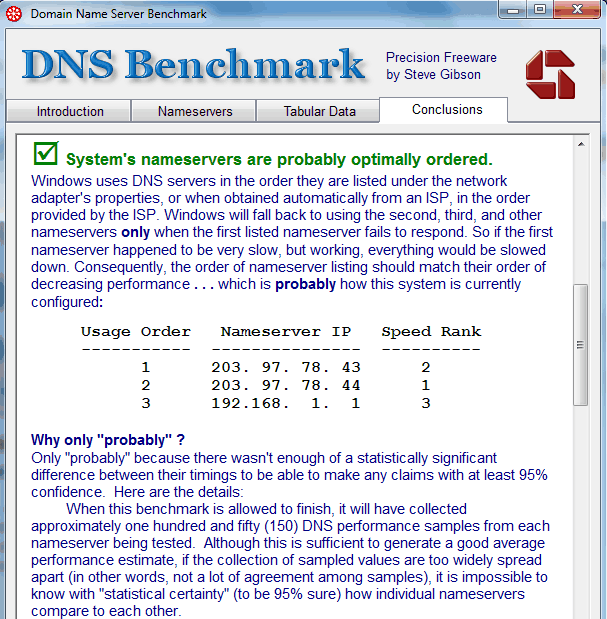 Domain Name Server Benchmark
DNS Benchmark
Precision Freeware
by Steve Gibson
Introduction Nameservers Tabular Data Conclusions
System's nameservers are probably optimally ordered.
Windows uses DNS servers in the order they are listed under the network
adapter's properties, or when obtained automatically from an ISP, in the order
provided by the ISP. Windows will fall back to using the second, third, and other
nameservers only when the first listed nameserver fails to respond. So if the first
nameserver happened to be very slow, but working, everything would be slowed
down. Consequently, the order of nameserver listing should match their order of
decreasing performance . . . which is probably how this system is currently
configured:
Usage Order Nameserver IP Speed Rank
----------- --------------- ----------
1 203. 97. 78. 43 2
2 203. 97. 78. 44 1
3 192.168. 1. 1 3
Why only "probably" ?
Only "probably" because there wasn't enough of a statistically significant
difference between their timings to be able to make any claims with at least 95%
confidence. Here are the details:
When this benchmark is allowed to finish, it will have collected
approximately one hundred and fifty (150) DNS performance samples from each
nameserver being tested. Although this is sufficient to generate a good average
performance estimate, if the collection of sampled values are too widely spread
apart (in other words, not a lot of agreement among samples), it is impossible to
know with "statistical certainty" (to be 95% sure) how individual nameservers
compare to each other.